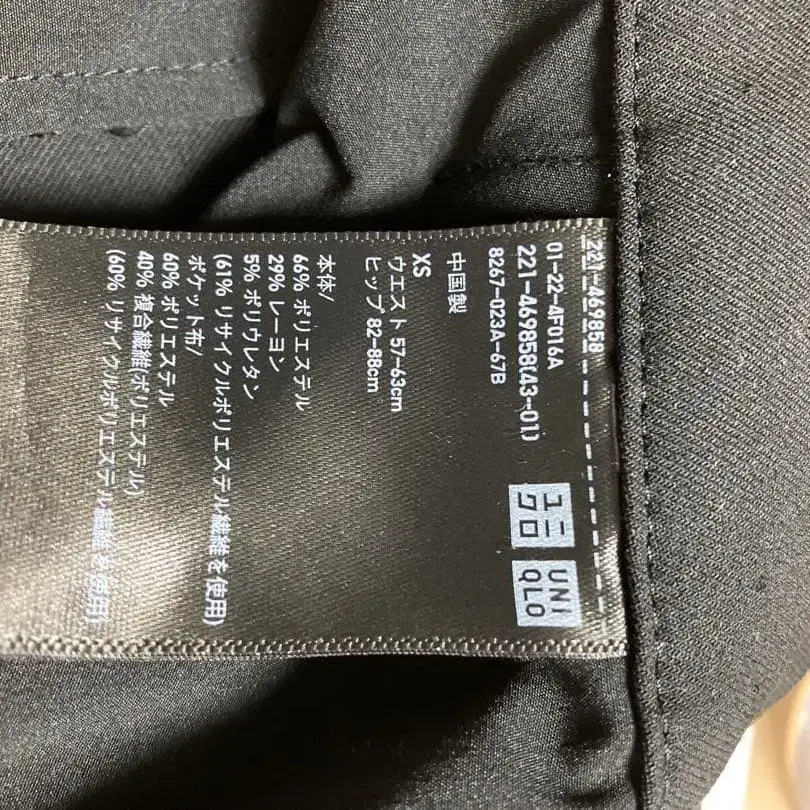 221-469858
ユニ
クロ
UNI
QLO
01-22-4F016A
221-469858(43-01)
8267-023A-67B
中国製
XS
ウエスト 57-63cm
ヒップ 82-88cm
本体/
66% ポリエステル
29% レーヨン
5% ポリウレタン
(61% リサイクルポリエステル繊維を使用)
ポケット布/
60% ポリエステル
40% 複合繊維(ポリエステル)
(60% リサイクルポリエステル繊維を使用)